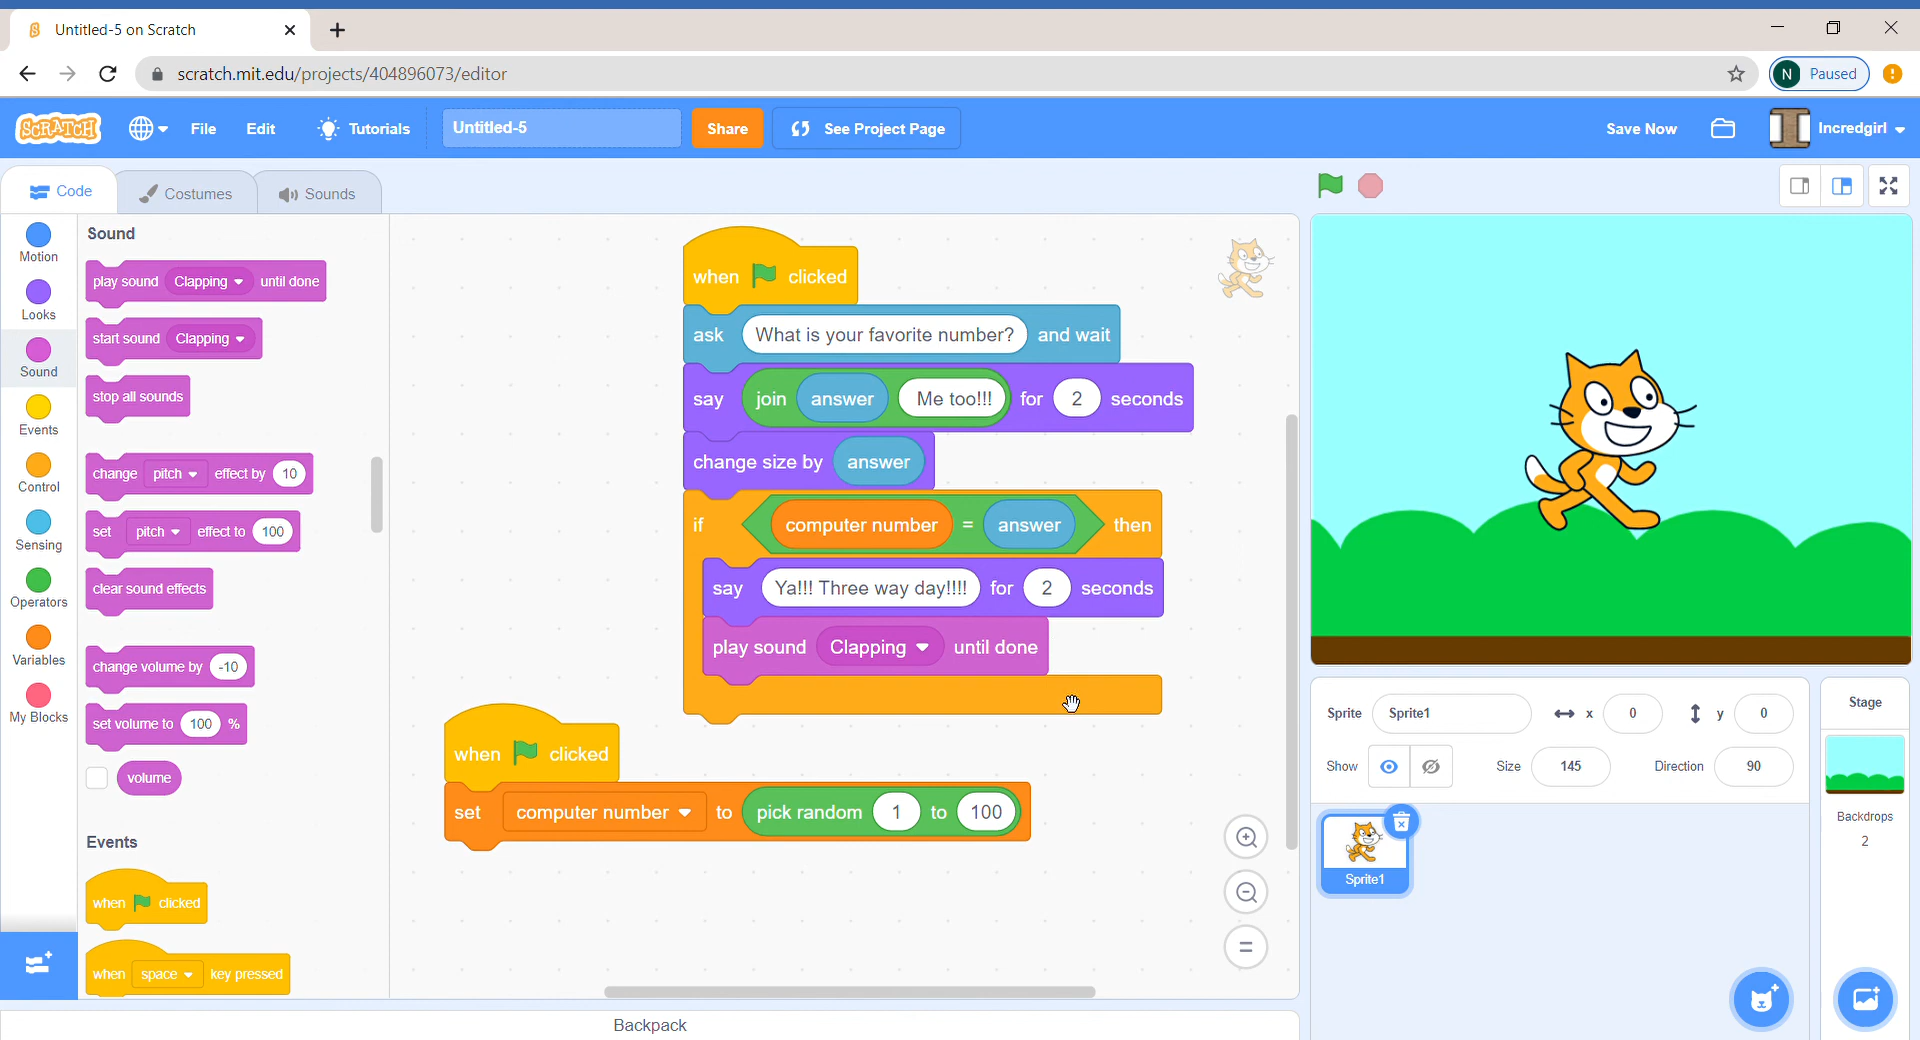 Untitled-5 on Scratch
scratch.mit.edu/projects/404896073/editor
N Paused
SCRATCH File Edit Tutorials Untitled-5 Share See Project Page Save Now Incredgirl
Code Costumes Sounds
Motion
Looks
Sound
Events
Control
Sensing
Operators
Variables
My Blocks
Sound
play sound Clapping until done
start sound Clapping
stop all sounds
change pitch effect by 10
set pitch effect to 100
clear sound effects
change volume by -10
set volume to 100 %
volume
Events
when clicked
when space key pressed
when clicked
ask What is your favorite number? and wait
say join answer Me too!!! for 2 seconds
change size by answer
if computer number = answer then
say Ya!!! Three way day!!!! for 2 seconds
play sound Clapping until done
when clicked
set computer number to pick random 1 to 100
Backpack
Sprite Sprite1 x 0 y 0
Show Size 145 Direction 90
Sprite1
Stage
Backdrops
2